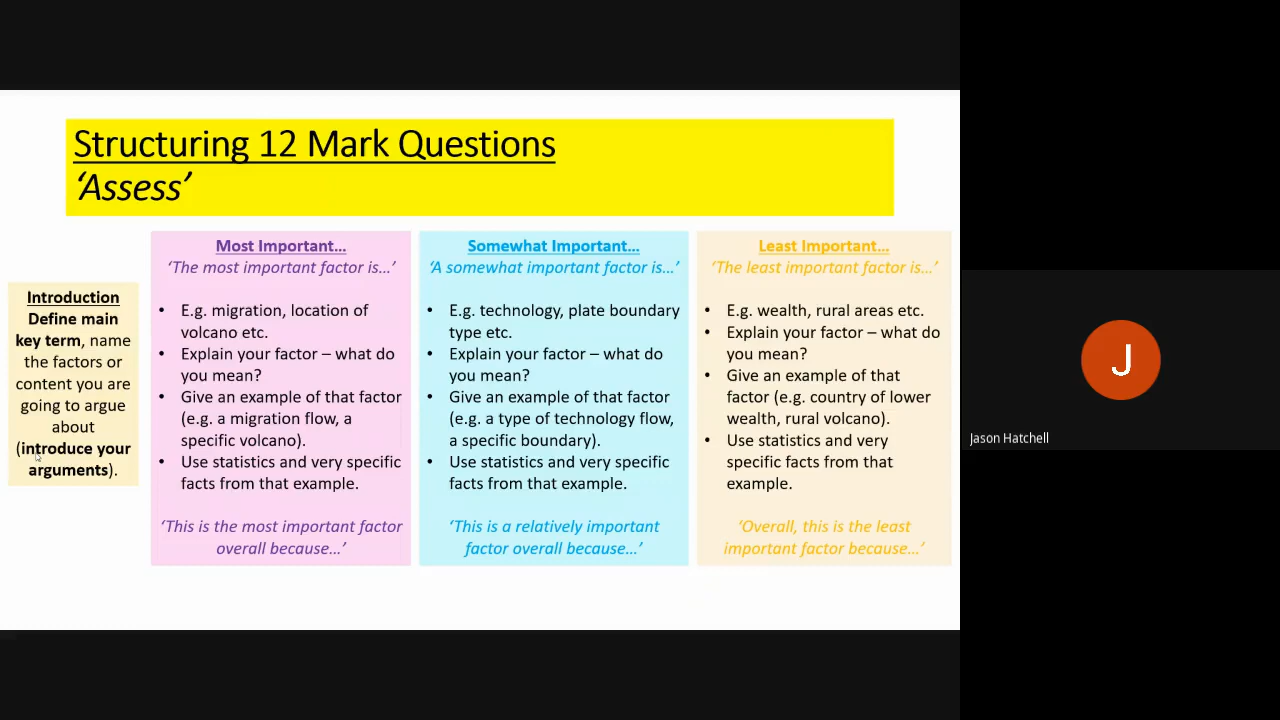 Structuring 12 Mark Questions
‘Assess’
Introduction
Define main
key term, name
the factors or
content you are
going to argue
about
(introduce your
arguments).
Most Important…
‘The most important factor is…’
• E.g. migration, location of
volcano etc.
• Explain your factor – what do
you mean?
• Give an example of that factor
(e.g. a migration flow, a
specific volcano).
• Use statistics and very specific
facts from that example.
‘This is the most important factor
overall because…’
Somewhat Important…
‘A somewhat important factor is…’
• E.g. technology, plate boundary
type etc.
• Explain your factor – what do
you mean?
• Give an example of that factor
(e.g. a type of technology flow,
a specific boundary).
• Use statistics and very specific
facts from that example.
‘This is a relatively important
factor overall because…’
Least Important…
‘The least important factor is…’
• E.g. wealth, rural areas etc.
• Explain your factor – what do
you mean?
• Give an example of that
factor (e.g. country of lower
wealth, rural volcano).
• Use statistics and very
specific facts from that
example.
‘Overall, this is the least
important factor because…’
J
Jason Hatchell